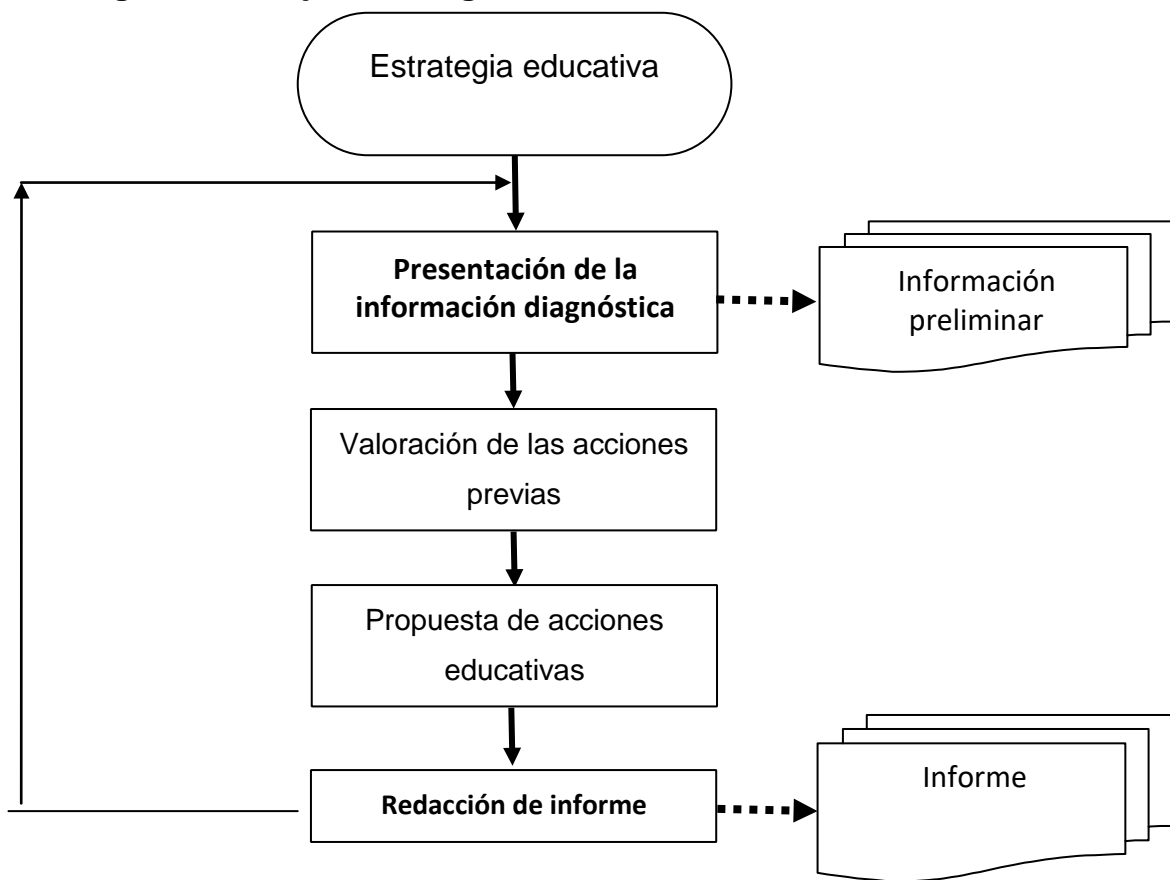 Estrategia educativa
Presentación de la
información diagnóstica
Información
preliminar
Valoración de las acciones
previas
Propuesta de acciones
educativas
Redacción de informe
Informe